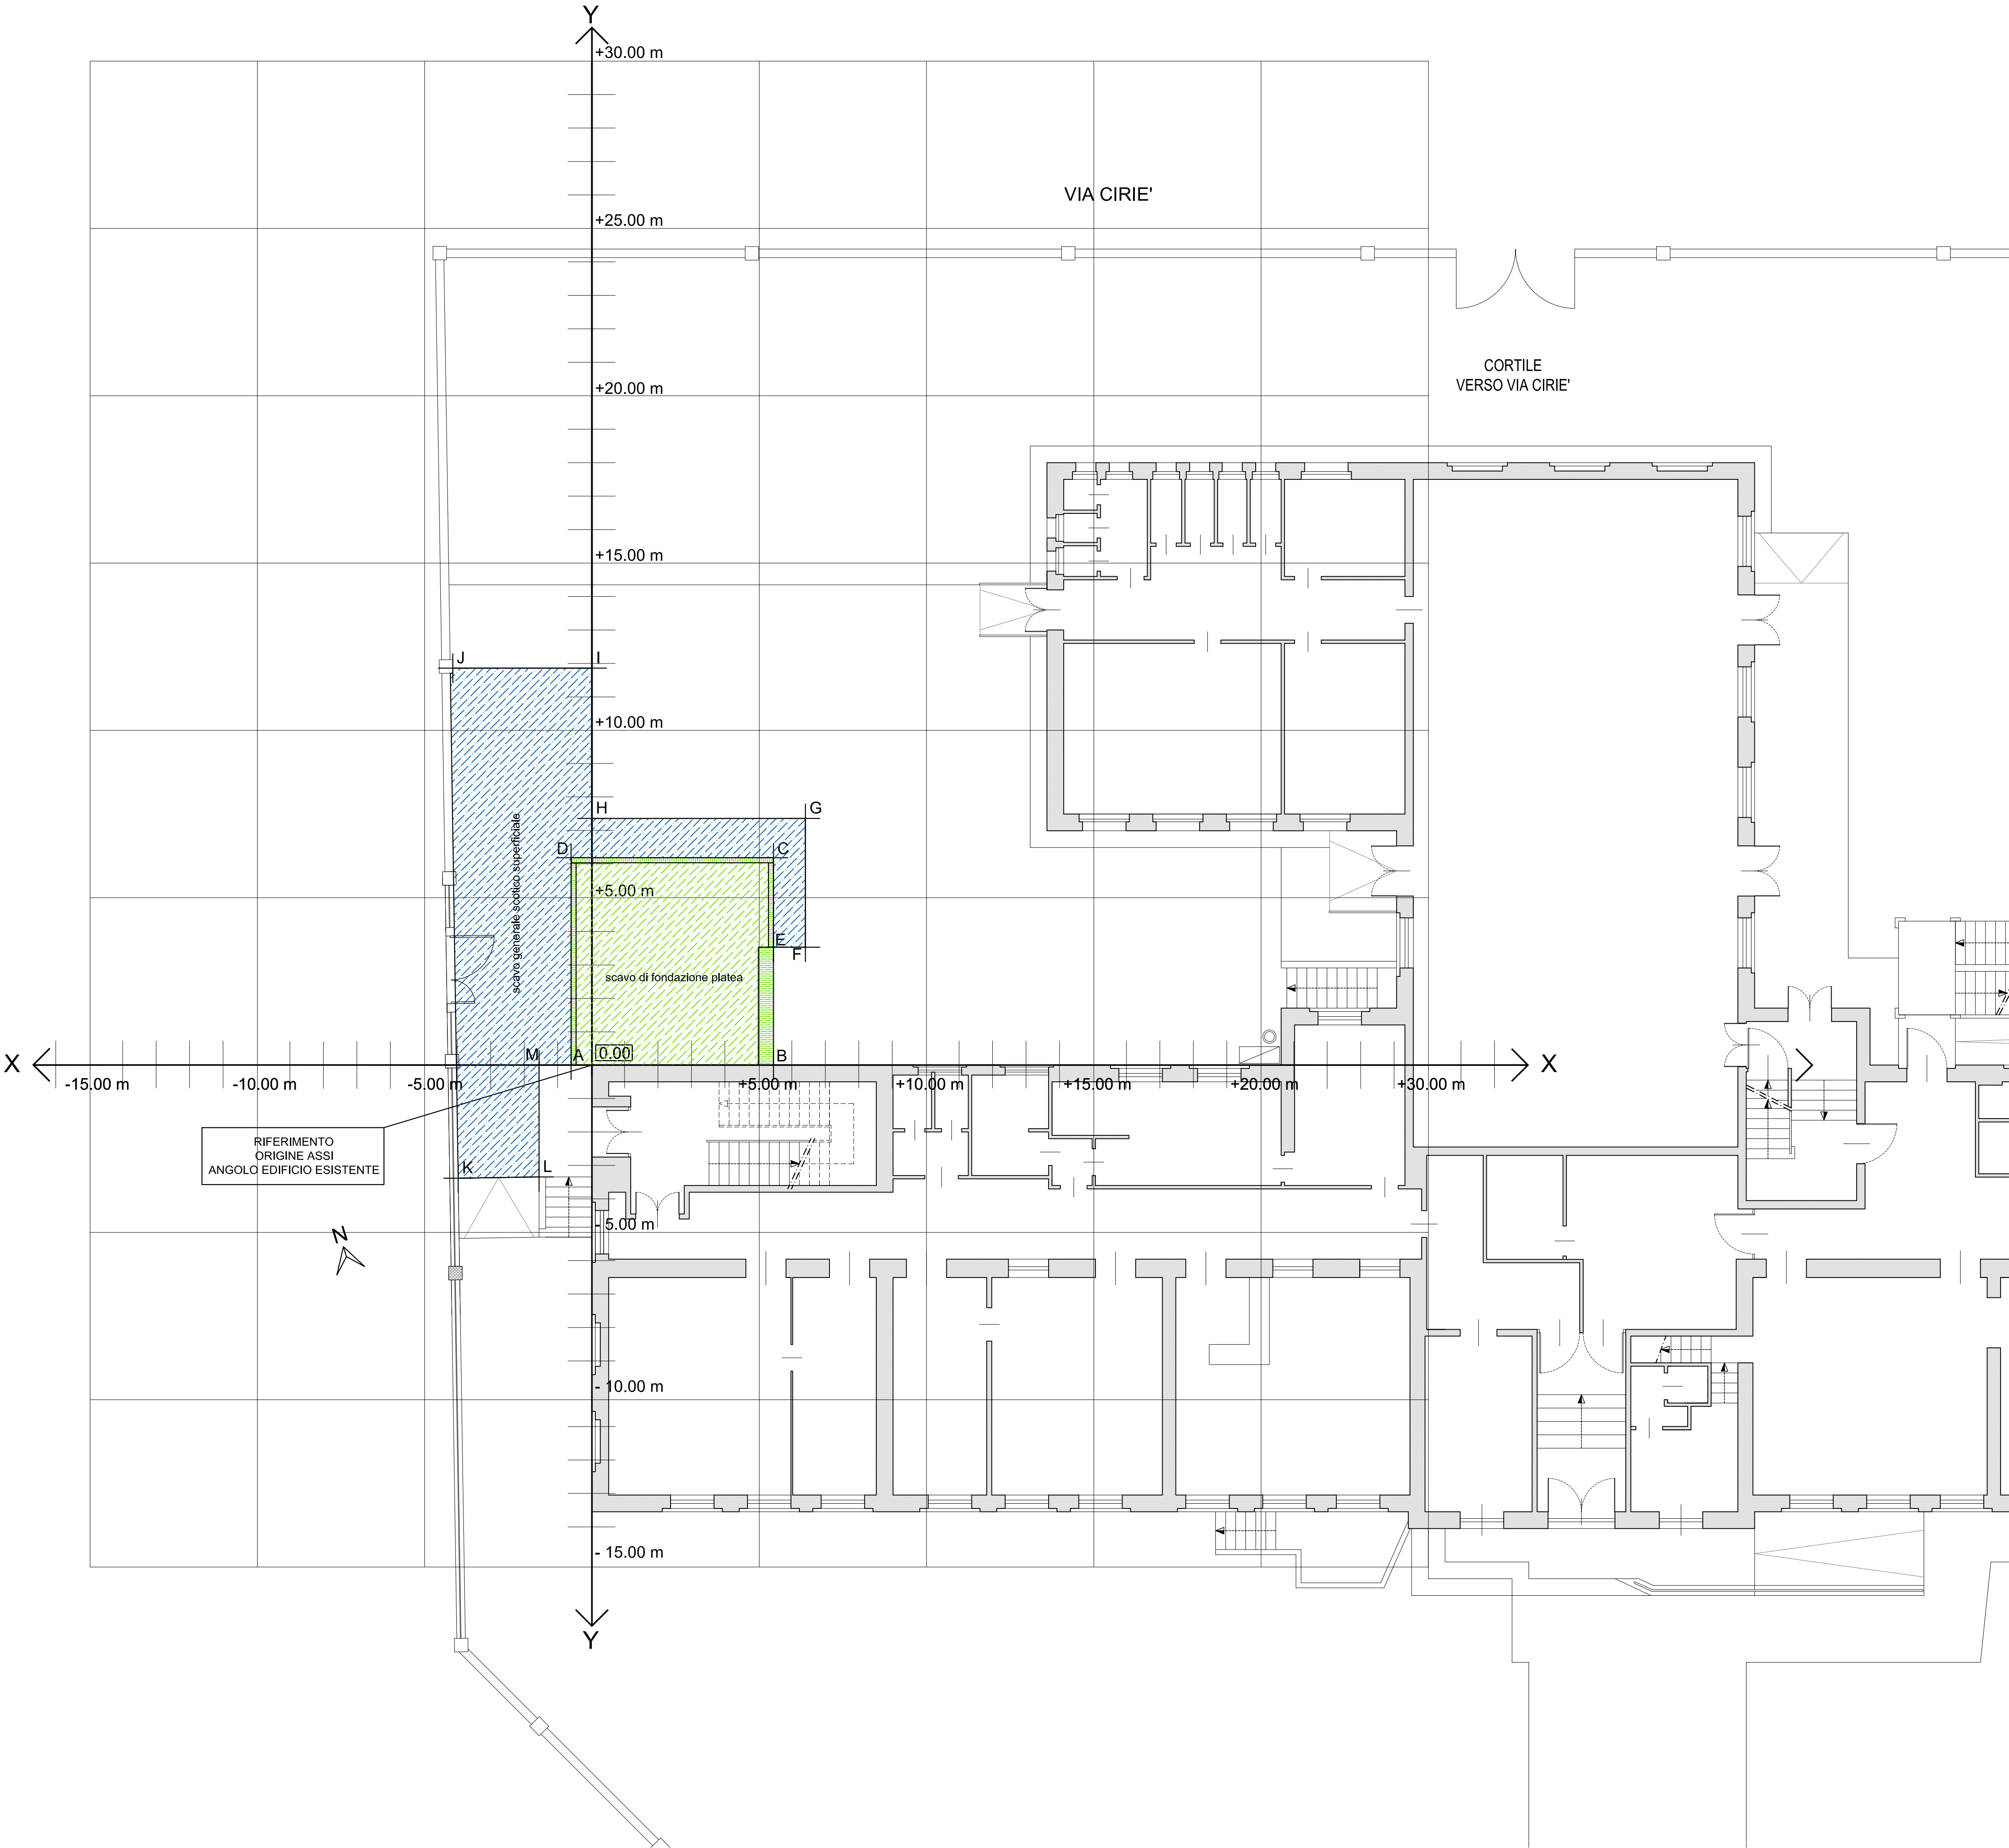 Y
+30.00 m
VIA CIRIE'
+25.00 m
CORTILE
VERSO VIA CIRIE'
+20.00 m
+15.00 m
J
I
+10.00 m
H
G
D
C
+5.00 m
scavo generale scotico superficiale
E
F
scavo di fondazione platea
M
A
0.00
B
X
X
-15.00 m
-10.00 m
-5.00 m
+5.00 m
+10.00 m
+15.00 m
+20.00 m
+30.00 m
RIFERIMENTO
ORIGINE ASSI
ANGOLO EDIFICIO ESISTENTE
K
L
N
- 5.00 m
- 10.00 m
- 15.00 m
Y